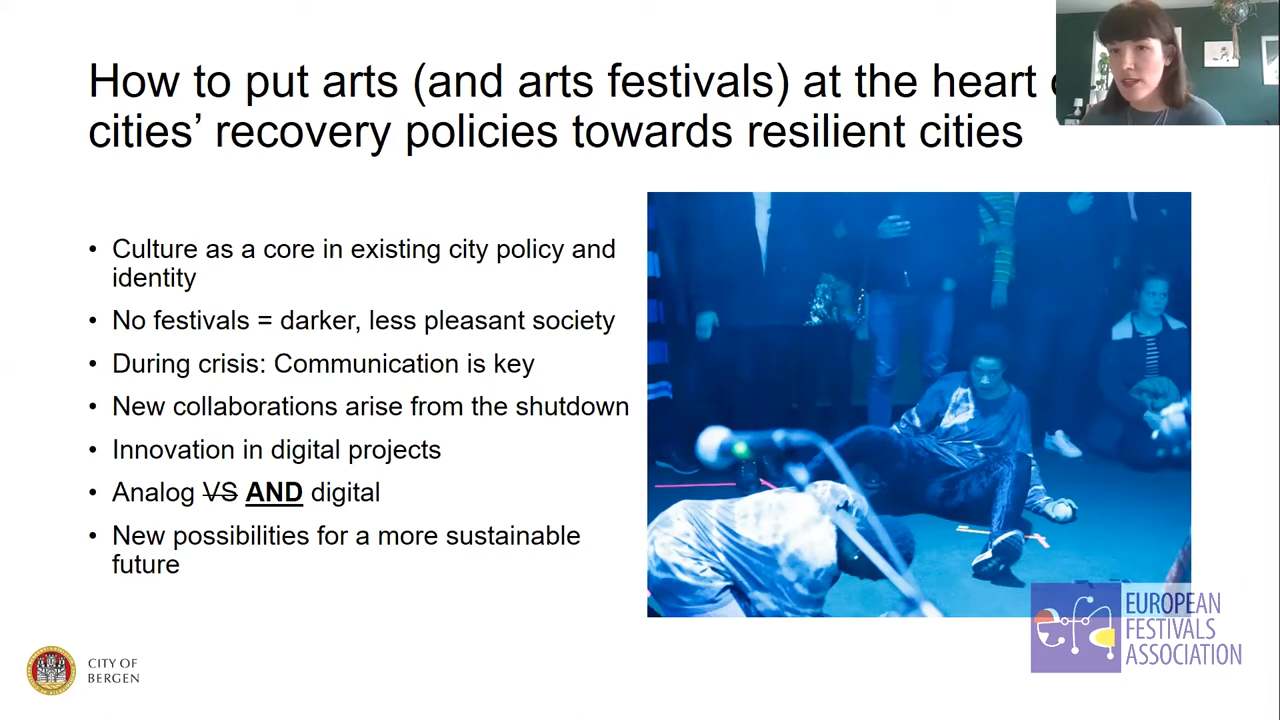 How to put arts (and arts festivals) at the heart
cities’ recovery policies towards resilient cities
• Culture as a core in existing city policy and
identity
• No festivals = darker, less pleasant society
• During crisis: Communication is key
• New collaborations arise from the shutdown
• Innovation in digital projects
• Analog VS AND digital
• New possibilities for a more sustainable
future
CITY OF
BERGEN
EUROPEAN
FESTIVALS
ASSOCIATION